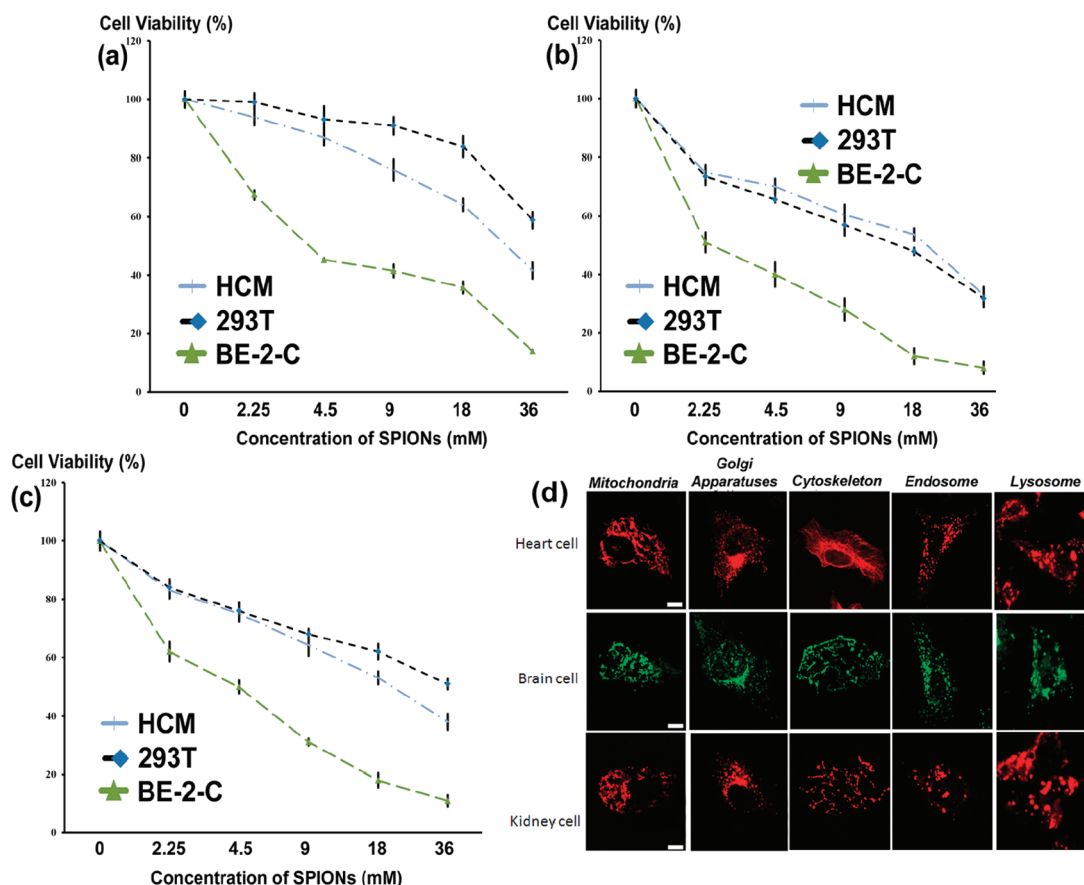 Cell Viability (%)
(a)
120
100
80
60
40
20
0
HCM
293T
BE-2-C
0 2.25 4.5 9 18 36
Concentration of SPIONs (mM)
Cell Viability (%)
(b)
120
100
80
60
40
20
0
HCM
293T
BE-2-C
0 2.25 4.5 9 18 36
Concentration of SPIONs (mM)
Cell Viability (%)
(c)
120
100
80
60
40
20
0
HCM
293T
BE-2-C
0 2.25 4.5 9 18 36
Concentration of SPIONs (mM)
(d)
Mitochondria
Golgi
Apparatuses
Cytoskeleton
Endosome
Lysosome
Heart cell
Brain cell
Kidney cell